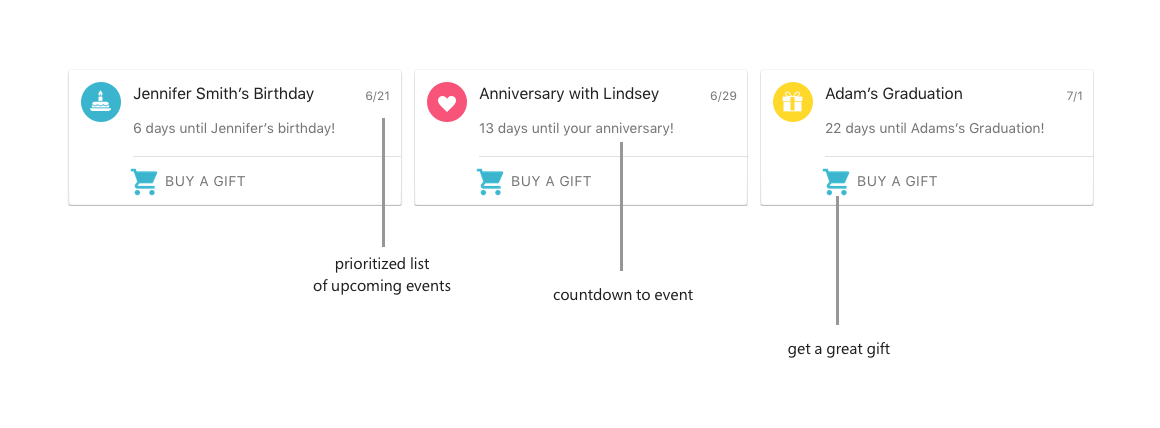 Jennifer Smith’s Birthday
6/21
6 days until Jennifer’s birthday!
BUY A GIFT
Anniversary with Lindsey
6/29
13 days until your anniversary!
BUY A GIFT
Adam’s Graduation
7/1
22 days until Adams’s Graduation!
BUY A GIFT
prioritized list
of upcoming events
countdown to event
get a great gift